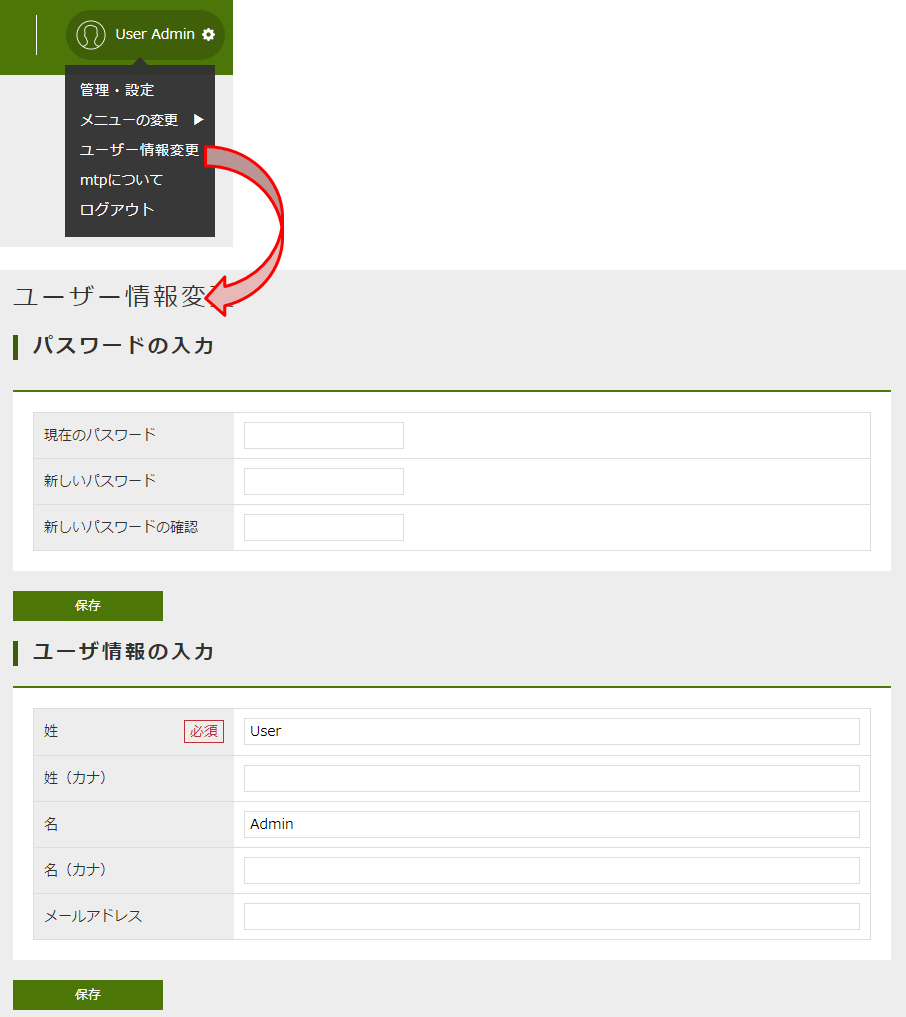 User Admin
管理・設定
メニューの変更 ▶
ユーザー情報変更
mtpについて
ログアウト
ユーザー情報変
パスワードの入力
現在のパスワード
新しいパスワード
新しいパスワードの確認
保存
ユーザ情報の入力
姓 必須 User
姓（カナ）
名 Admin
名（カナ）
メールアドレス
保存